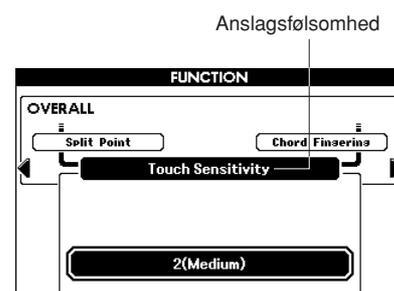 Anslagsfølsomhed
FUNCTION
OVERALL
Split Point
Chord Fingering
Touch Sensitivity
2(Medium)